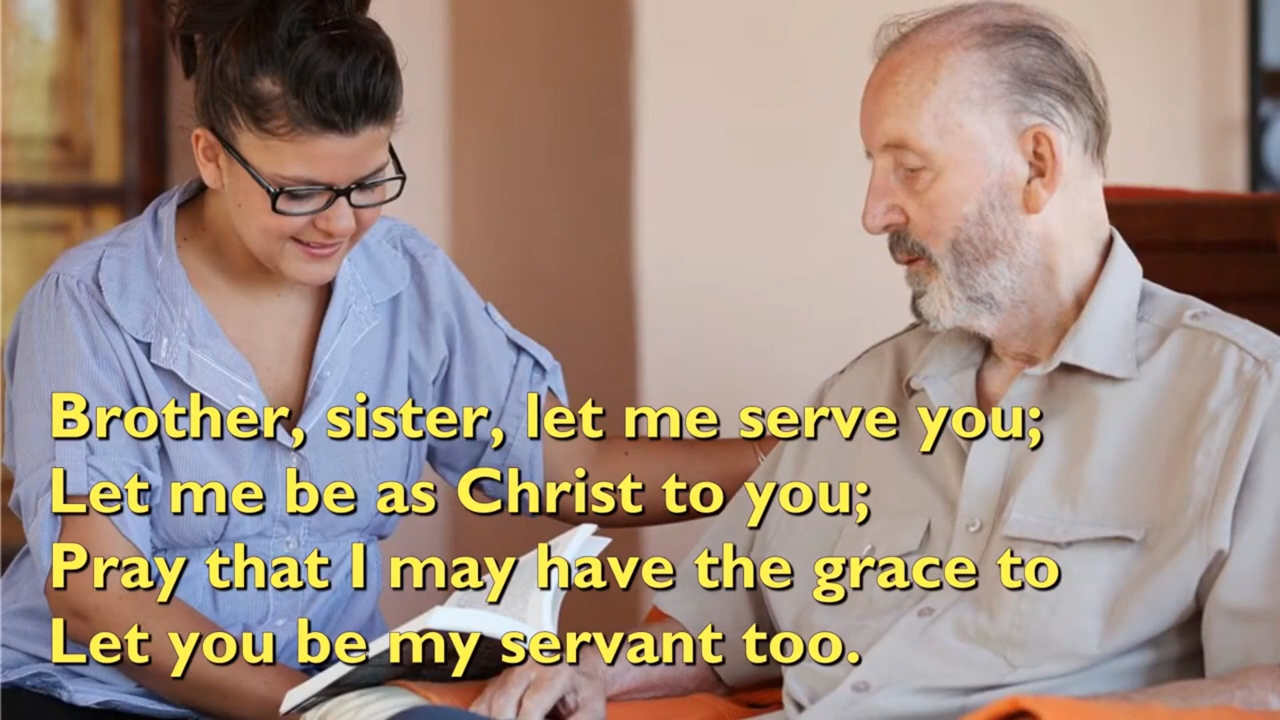 Brother, sister, let me serve you;
Let me be as Christ to you;
Pray that I may have the grace to
Let you be my servant too.